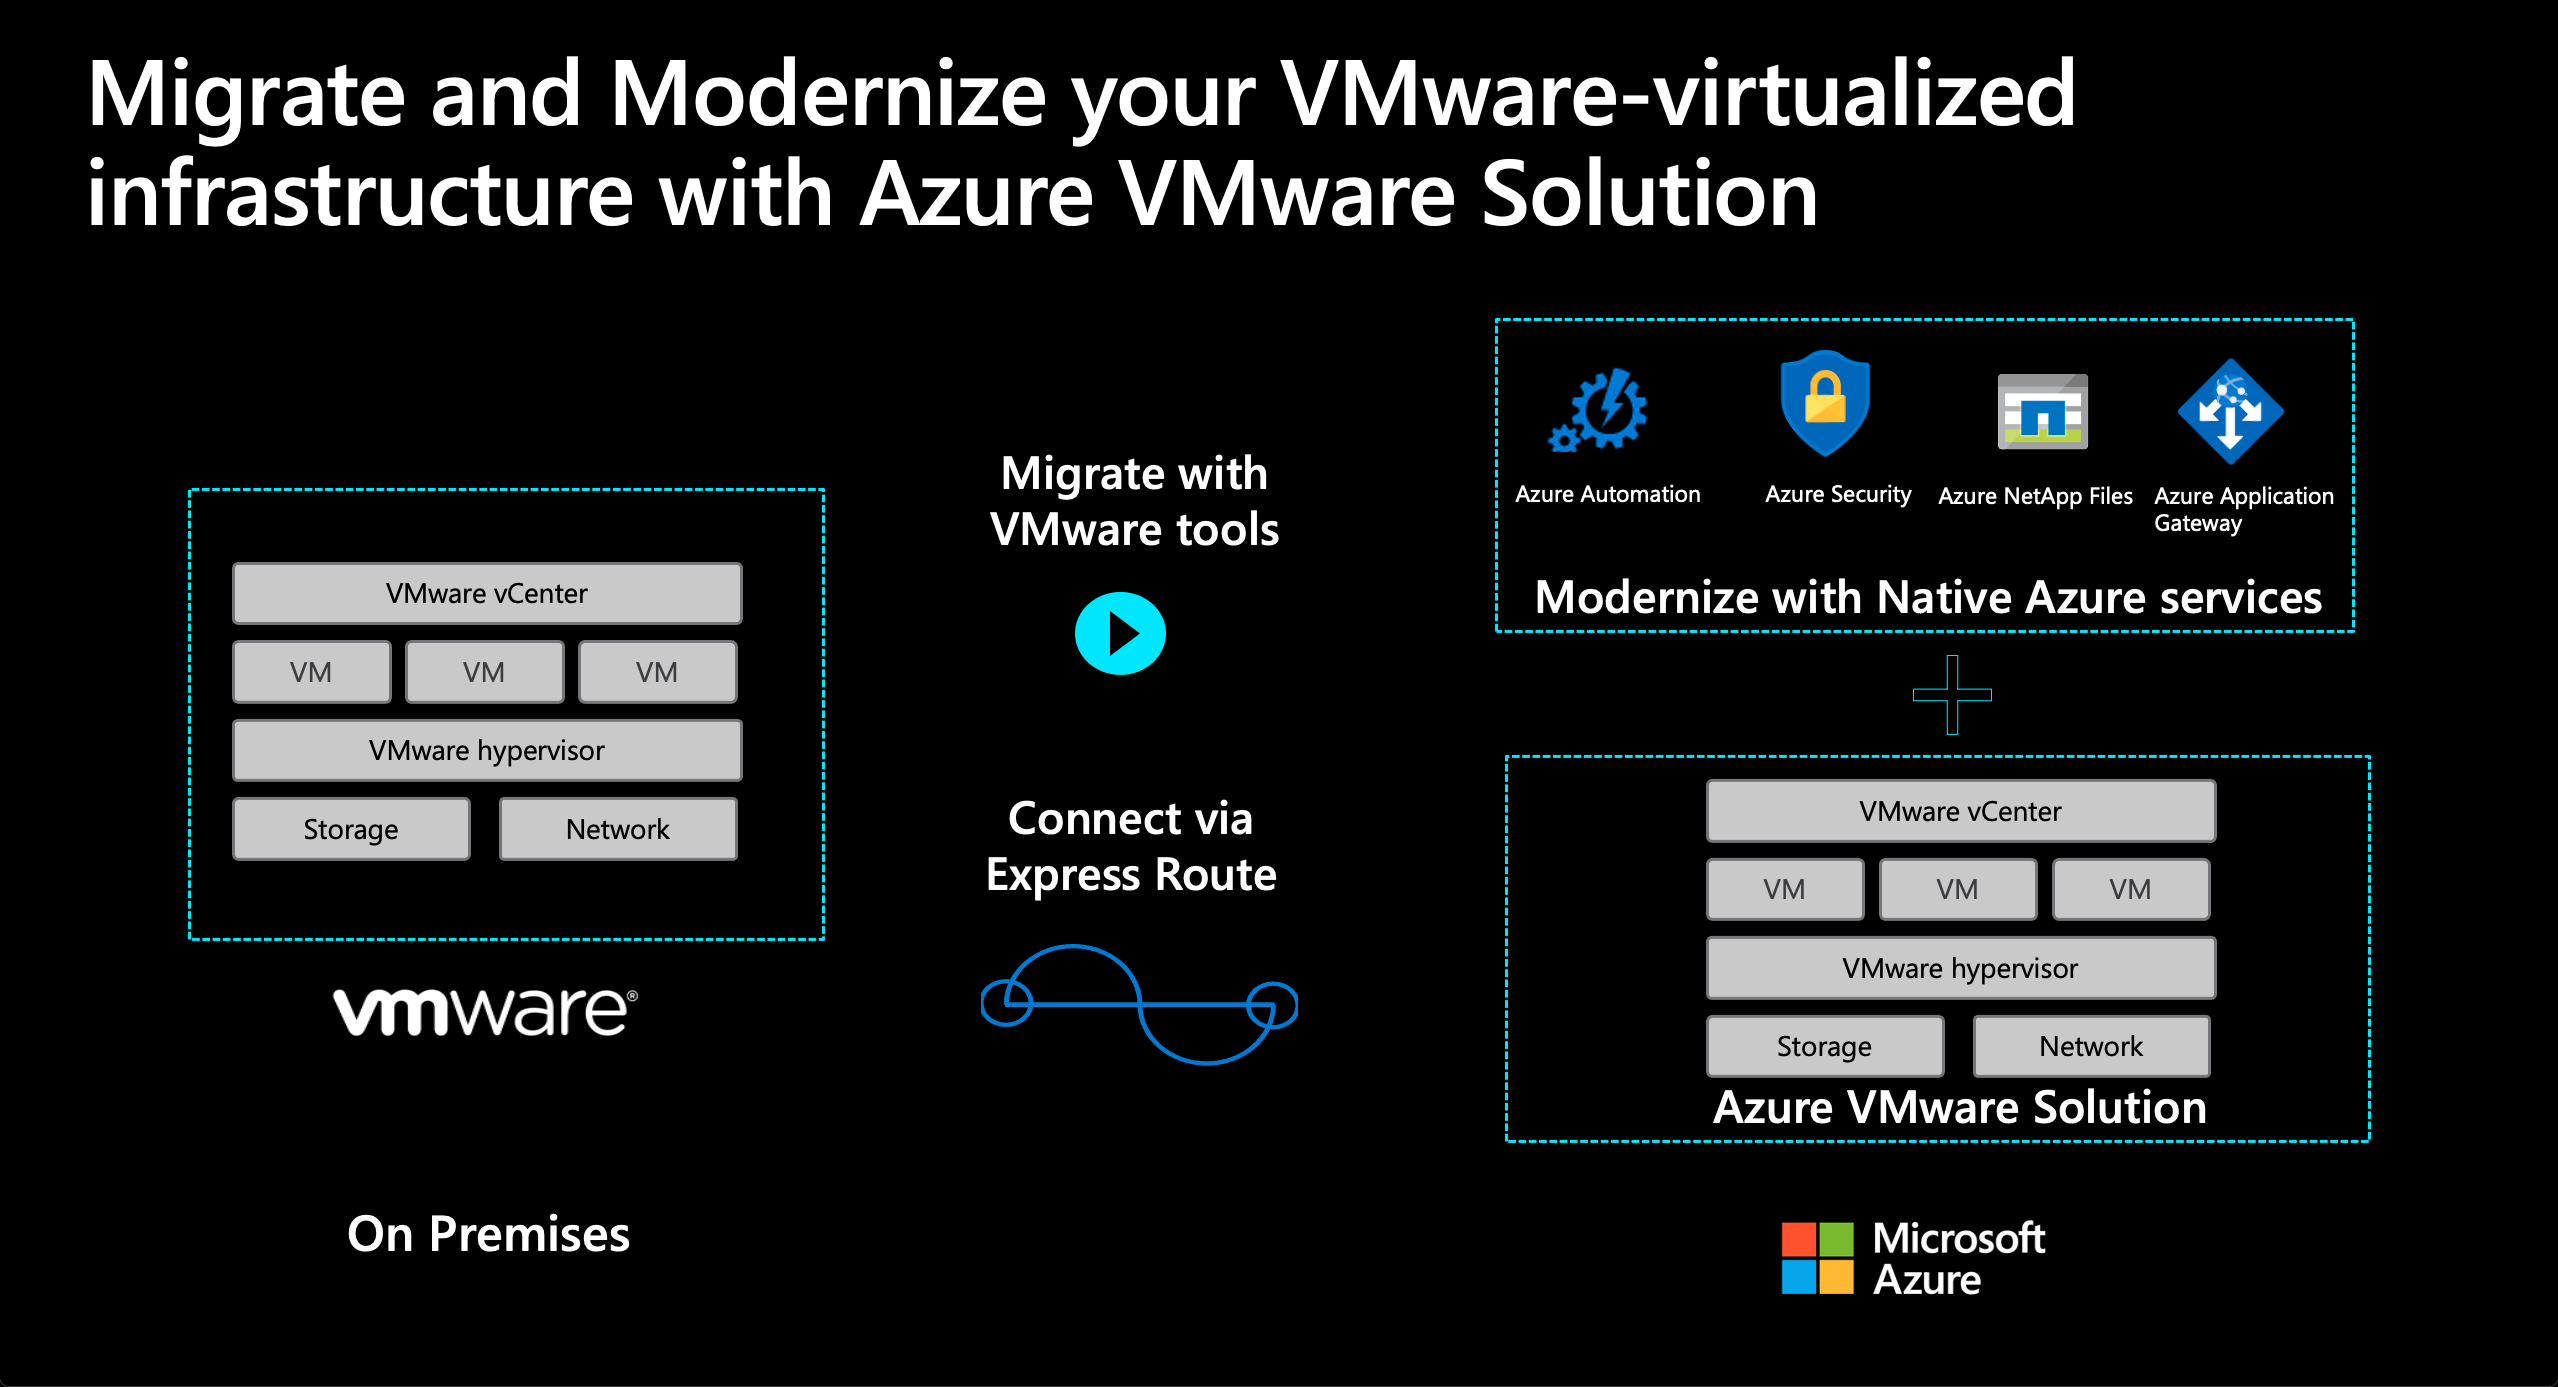 Migrate and Modernize your VMware-virtualized
infrastructure with Azure VMware Solution
VMware vCenter
VM VM VM
VMware hypervisor
Storage Network
vmware®
On Premises
Migrate with
VMware tools
Connect via
Express Route
Azure Automation
Azure Security
Azure NetApp Files
Azure Application
Gateway
Modernize with Native Azure services
VMware vCenter
VM VM VM
VMware hypervisor
Storage Network
Azure VMware Solution
Microsoft
Azure